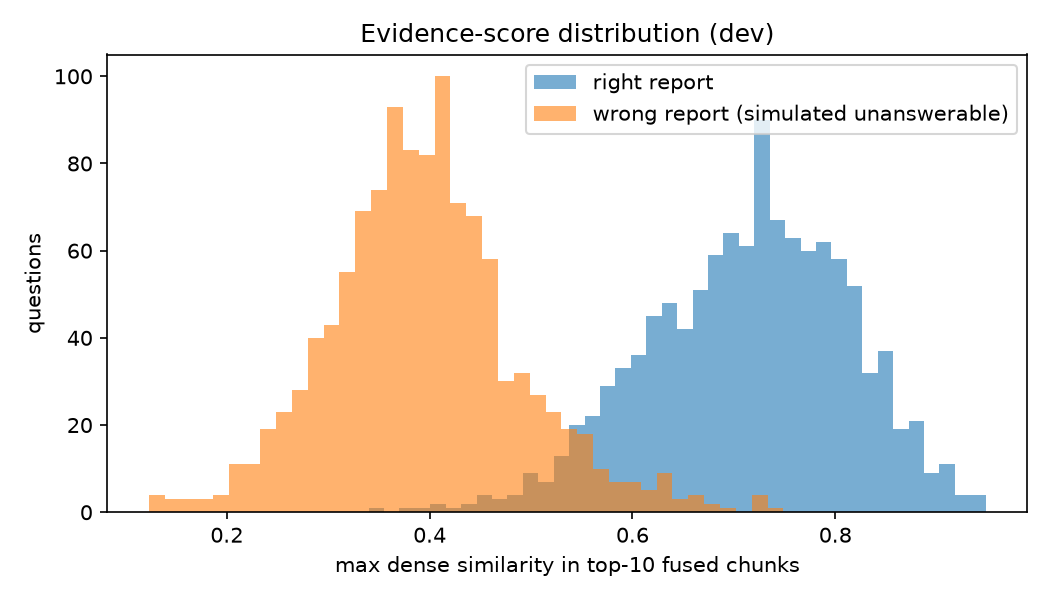 Evidence-score distribution (dev)
right report
wrong report (simulated unanswerable)
100
80
60
40
20
0
questions
0.2
0.4
0.6
0.8
max dense similarity in top-10 fused chunks